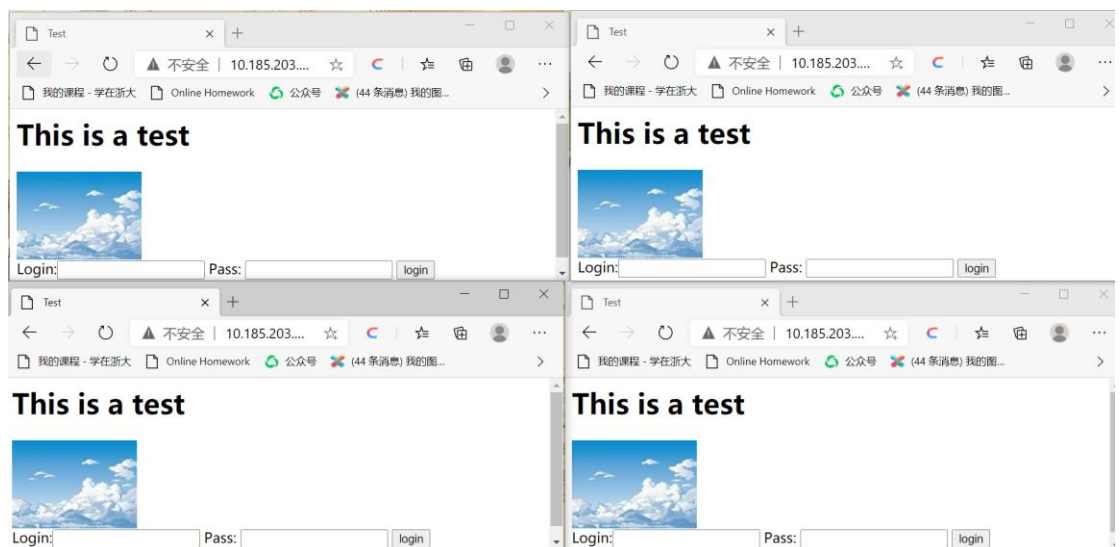 Test
不安全 | 10.185.203....
我的课程 - 学在浙大 Online Homework 公众号 (44 条消息) 我的图...
This is a test
Login: Pass: login
Test
不安全 | 10.185.203....
我的课程 - 学在浙大 Online Homework 公众号 (44 条消息) 我的图...
This is a test
Login: Pass: login
Test
不安全 | 10.185.203....
我的课程 - 学在浙大 Online Homework 公众号 (44 条消息) 我的图...
This is a test
Login: Pass: login
Test
不安全 | 10.185.203....
我的课程 - 学在浙大 Online Homework 公众号 (44 条消息) 我的图...
This is a test
Login: Pass: login